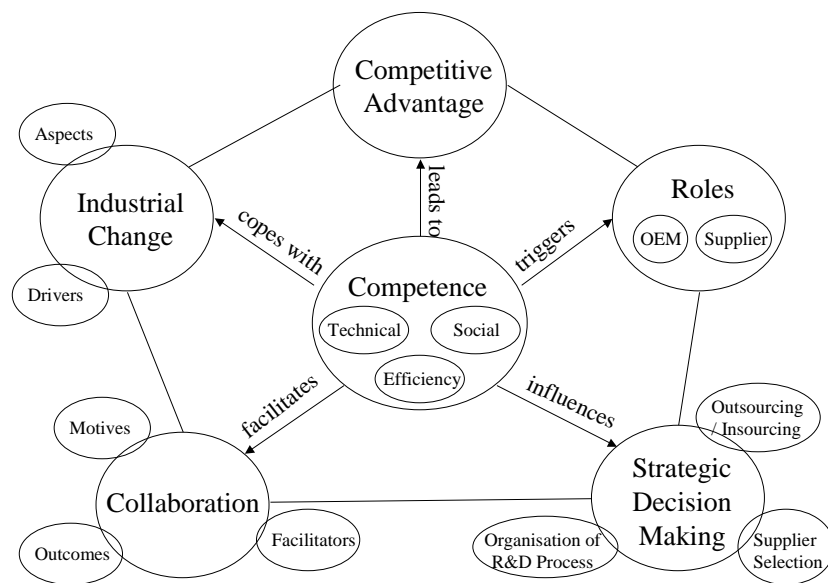 Competitive
Advantage
Aspects
Industrial
Change
Drivers
copes with
leads to
triggers
Roles
OEM
Supplier
Competence
Technical
Social
Efficiency
facilitates
influences
Motives
Collaboration
Outcomes
Facilitators
Outsourcing
/ Insourcing
Strategic
Decision
Making
Organisation of
R&D Process
Supplier
Selection